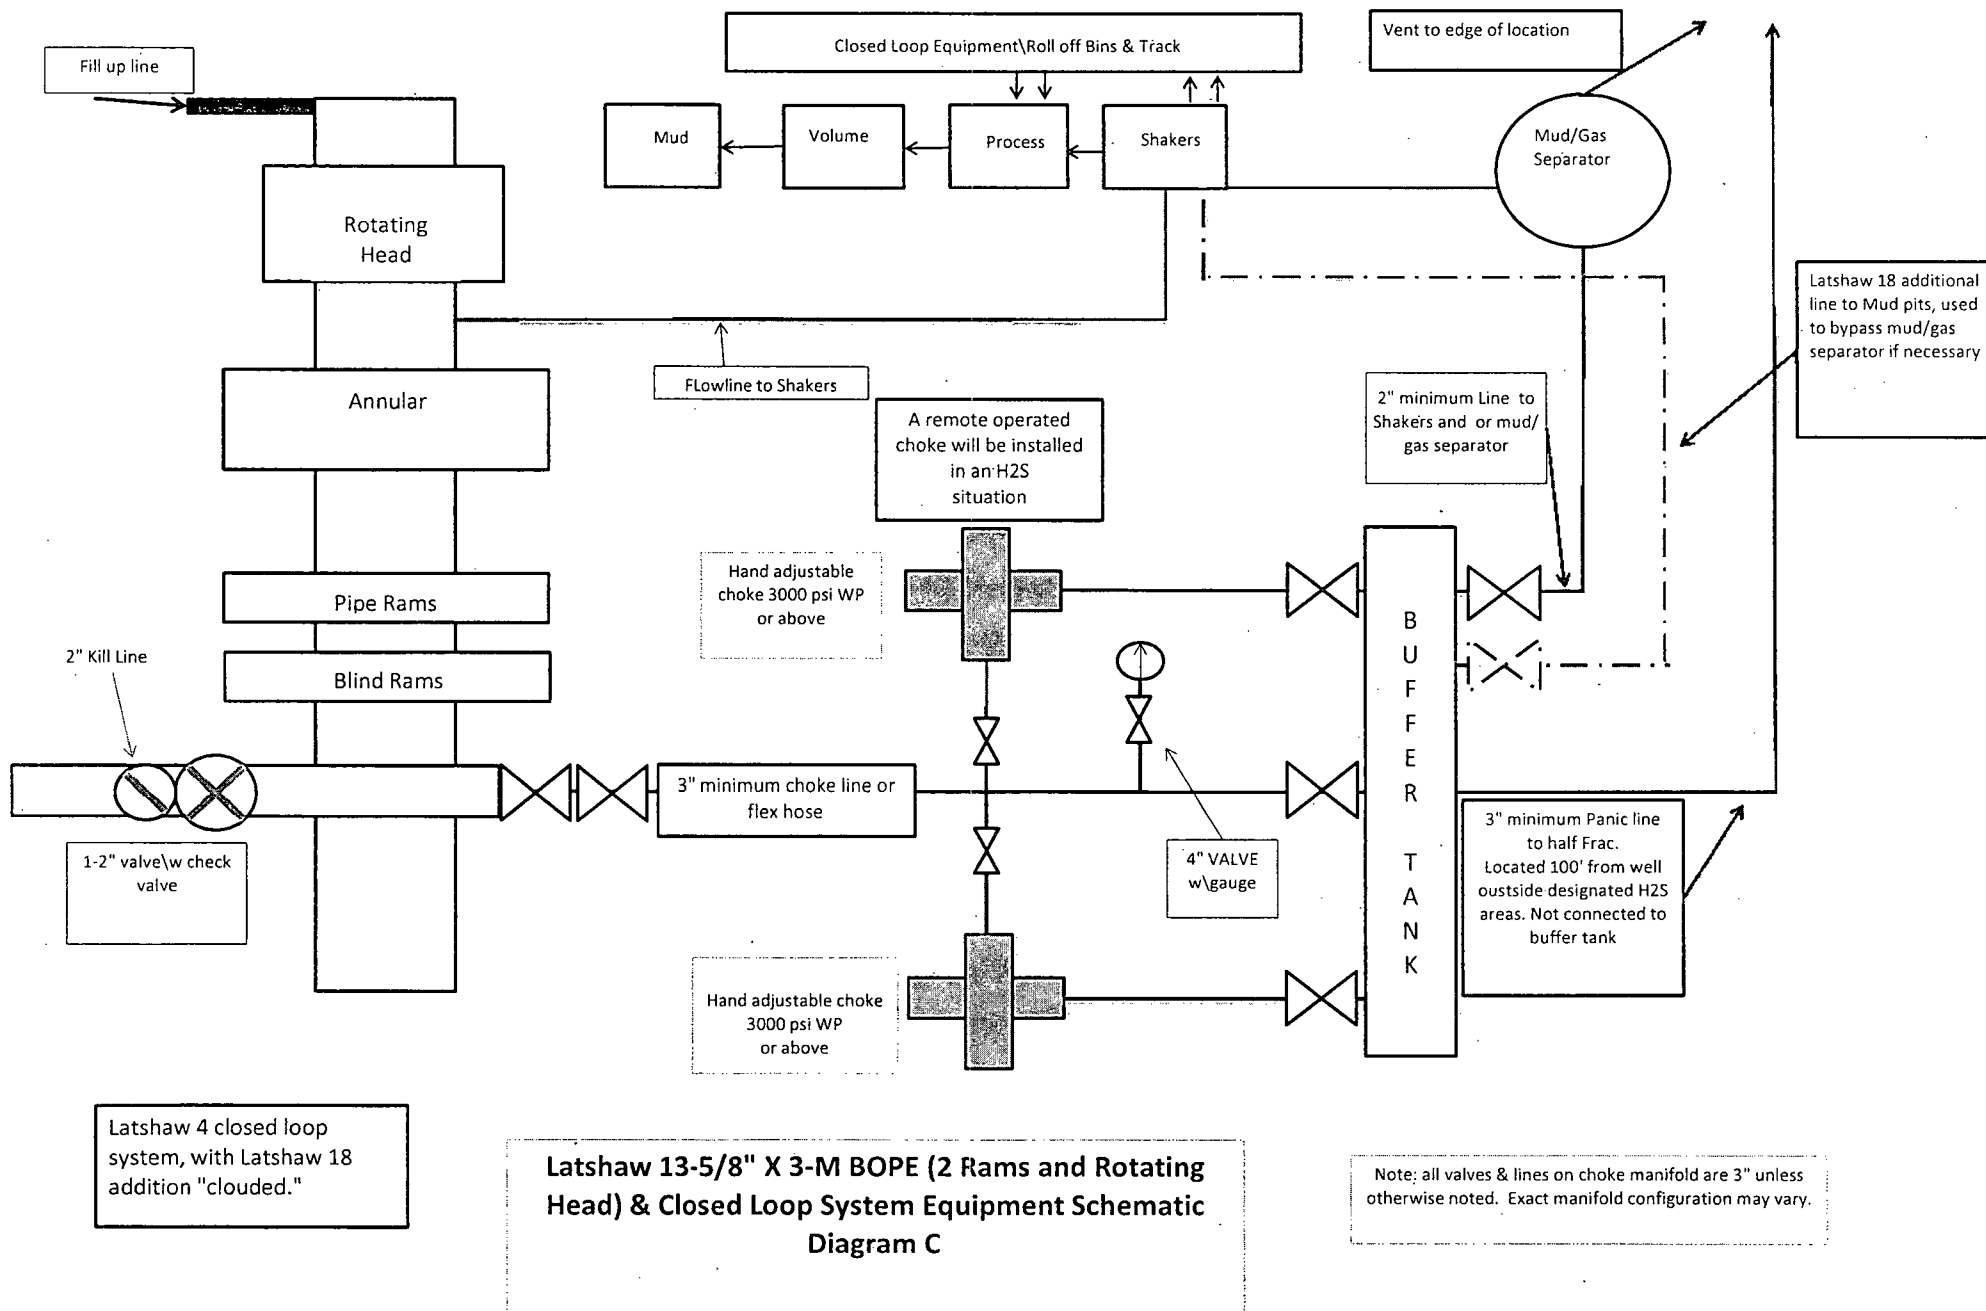 Fill up line
Closed Loop Equipment\Roll off Bins & Track
Vent to edge of location
Mud
Volume
Process
Shakers
Mud/Gas
Separator
Rotating
Head
Latshaw 18 additional
line to Mud pits, used
to bypass mud/gas
separator if necessary
FLowline to Shakers
Annular
A remote operated
choke will be installed
in an H2S
situation
2" minimum Line to
Shakers and or mud/
gas separator
Hand adjustable
choke 3000 psi WP
or above
Pipe Rams
2" Kill Line
Blind Rams
B
U
F
F
E
R
T
A
N
K
3" minimum choke line or
flex hose
1-2" valve\w check
valve
4" VALVE
w\gauge
3" minimum Panic line
to half Frac.
Located 100' from well
oustside designated H2S
areas. Not connected to
buffer tank
Hand adjustable choke
3000 psi WP
or above
Latshaw 4 closed loop
system, with Latshaw 18
addition "clouded."
Latshaw 13-5/8" X 3-M BOPE (2 Rams and Rotating
Head) & Closed Loop System Equipment Schematic
Diagram C
Note: all valves & lines on choke manifold are 3" unless
otherwise noted. Exact manifold configuration may vary.